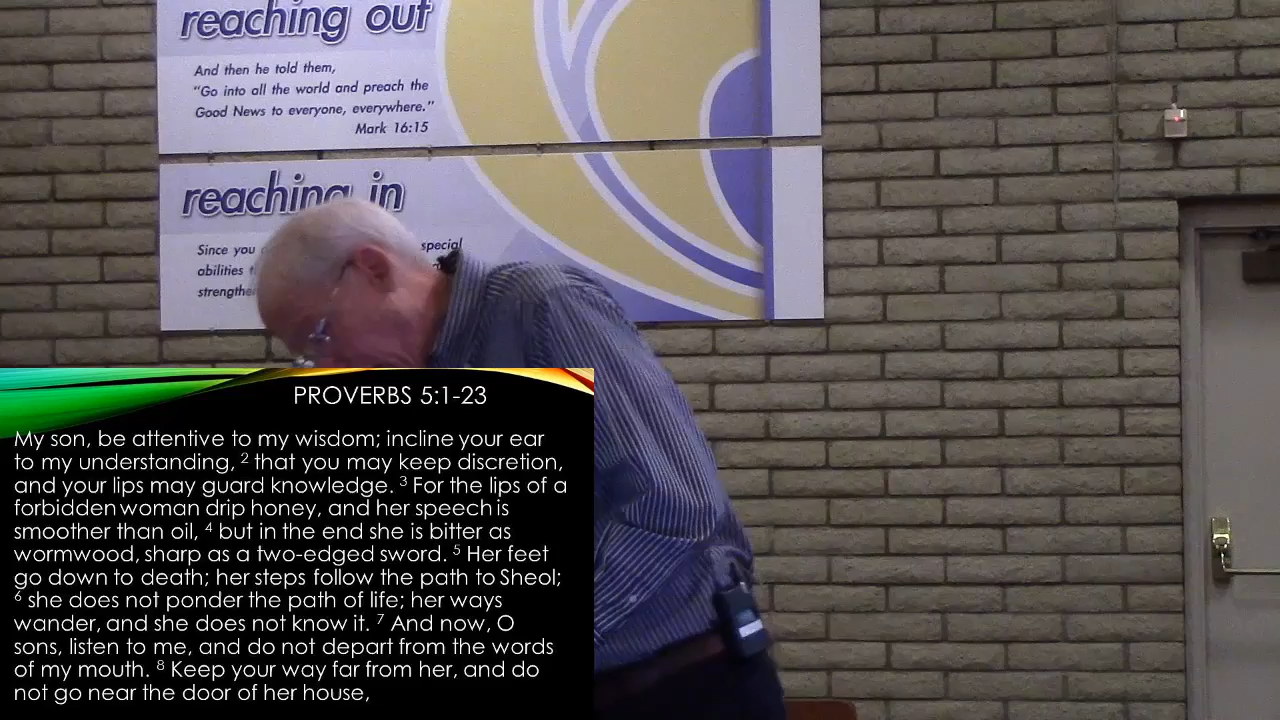 reaching out
And then he told them,
"Go into all the world and preach the
Good News to everyone, everywhere."
Mark 16:15
reaching in
Since you special
abilities
PROVERBS 5:1-23
My son, be attentive to my wisdom; incline your ear
to my understanding, 2 that you may keep discretion,
and your lips may guard knowledge. 3 For the lips of a
forbidden woman drip honey, and her speech is
smoother than oil, 4 but in the end she is bitter as
wormwood, sharp as a two-edged sword. 5 Her feet
go down to death; her steps follow the path to Sheol;
6 she does not ponder the path of life; her ways
wander, and she does not know it. 7 And now, O
sons, listen to me, and do not depart from the words
of my mouth. 8 Keep your way far from her, and do
not go near the door of her house,